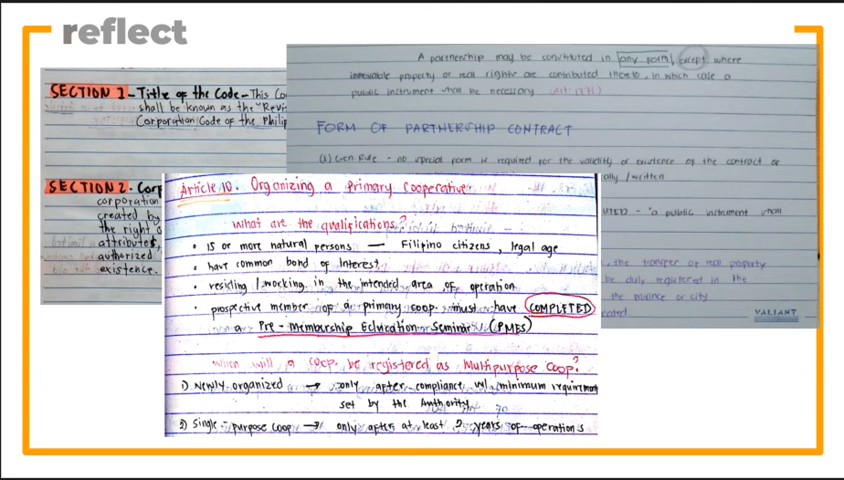 reflect
SECTION 1 - Title of the Code - This Co
shall be known as the "Revi
Corporation Code of the Philip
SECTION 2. Corp
corporation
created by
the right o
attributes,
authorized
existence.
A partnership may be constituted in any form, except where
immovable property or real rights are contributed thereto, in which case a
public instrument shall be necessary (Art. 1771)
FORM OF PARTNERSHIP CONTRACT
(1) Gen Rule - no special form is required for the validity or existence of the contract of
ally / written
UTED - "a public instrument shall
, the transfer of real property
be duly registered in the
the province or city
cated
VALIANT
Article 10. Organizing a Primary Cooperative
What are the qualifications?
• 15 or more natural persons — Filipino citizens, legal age
• have common bond of Interest
• residing / working in the intended area of operation
• prospective member of a primary coop. must have COMPLETED
a Pre-Membership Education Seminar (PMES)
When will a coop. be registered as Multipurpose Coop?
1) Newly organized → only after compliance w/ minimum requirement
set by the Authority
2) Single-purpose coop → only after at least 2 years of operations